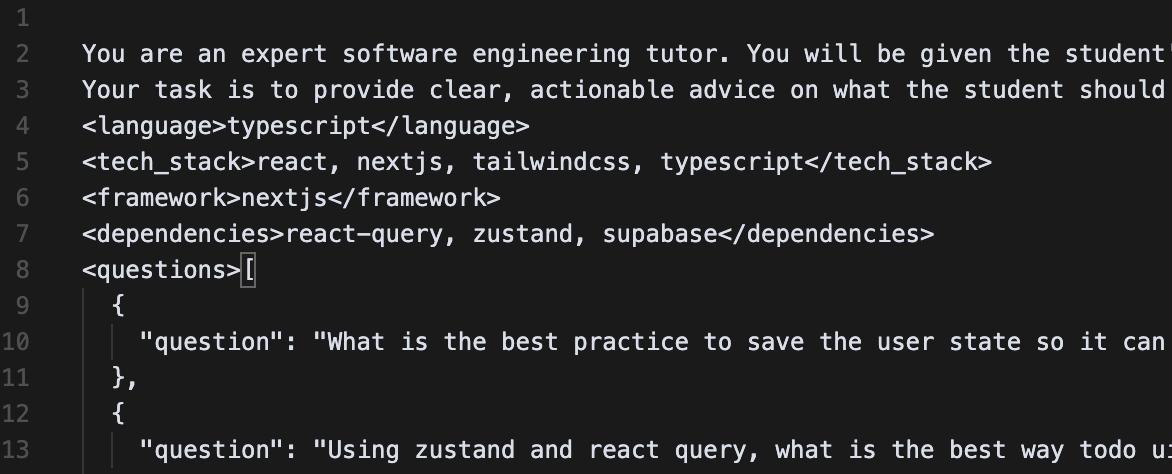 1
2 You are an expert software engineering tutor. You will be given the student'
3 Your task is to provide clear, actionable advice on what the student should
4 <language>typescript</language>
5 <tech_stack>react, nextjs, tailwindcss, typescript</tech_stack>
6 <framework>nextjs</framework>
7 <dependencies>react-query, zustand, supabase</dependencies>
8 <questions>[
9 {
10 "question": "What is the best practice to save the user state so it can
11 },
12 {
13 "question": "Using zustand and react query, what is the best way todo ui